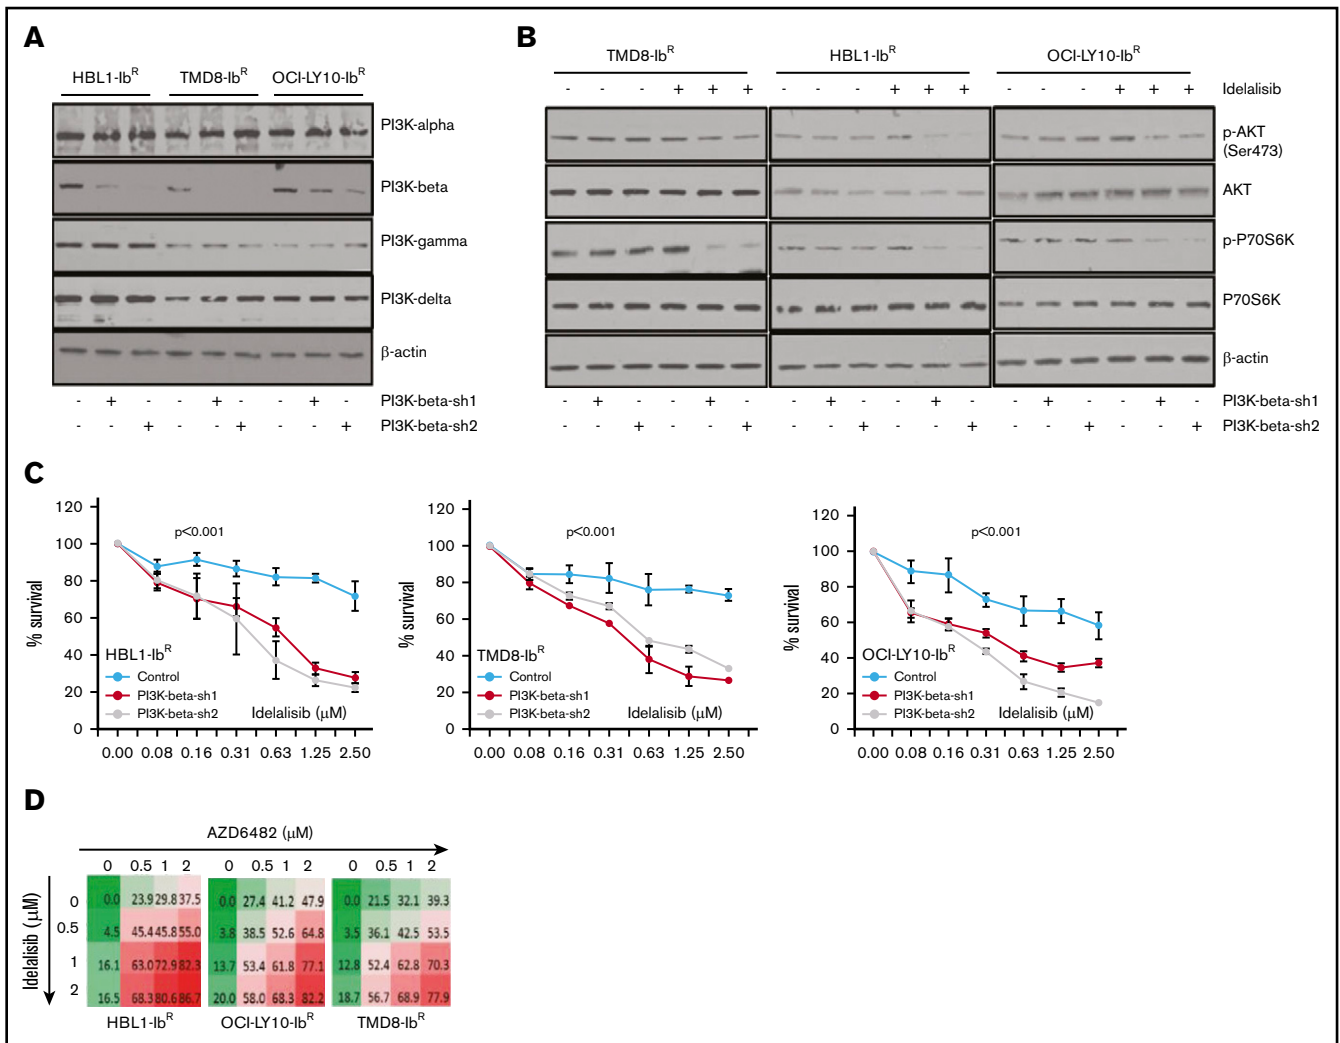 A
HBL1-Ib^R TMD8-Ib^R OCI-LY10-Ib^R
PI3K-alpha
PI3K-beta
PI3K-gamma
PI3K-delta
β-actin
- + - - + - - + - PI3K-beta-sh1
- - + - - + - - + PI3K-beta-sh2
B
TMD8-Ib^R HBL1-Ib^R OCI-LY10-Ib^R
- - - + + + - - - + + + - - - + + + Idelalisib
p-AKT
(Ser473)
AKT
p-P70S6K
P70S6K
β-actin
- + - - + - - + - - + - - + - - + - PI3K-beta-sh1
- - + - - + - - + - - + - - + - - + PI3K-beta-sh2
C
120
100
80
60
40
20
0
% survival
p<0.001
HBL1-Ib^R
Control
PI3K-beta-sh1
PI3K-beta-sh2
Idelalisib (μM)
0.00 0.08 0.16 0.31 0.63 1.25 2.50
120
100
80
60
40
20
0
% survival
p<0.001
TMD8-Ib^R
Control
PI3K-beta-sh1
PI3K-beta-sh2
Idelalisib (μM)
0.00 0.08 0.16 0.31 0.63 1.25 2.50
120
100
80
60
40
20
0
% survival
p<0.001
OCI-LY10-Ib^R
Control
PI3K-beta-sh1
PI3K-beta-sh2
Idelalisib (μM)
0.00 0.08 0.16 0.31 0.63 1.25 2.50
D
AZD6482 (μM)
0 0.5 1 2 0 0.5 1 2 0 0.5 1 2
Idelalisib (μM)
0 0.0 23.9 29.8 37.5 0.0 27.4 41.2 47.9 0.0 21.5 32.1 39.3
0.5 4.5 45.4 45.8 55.0 3.8 38.5 52.6 64.8 3.5 36.1 42.5 53.5
1 16.1 63.0 72.9 82.3 13.7 53.4 61.8 77.1 12.8 52.4 62.8 70.3
2 16.5 68.3 80.6 86.7 20.0 58.0 68.3 82.2 18.7 56.7 68.9 77.9
HBL1-Ib^R OCI-LY10-Ib^R TMD8-Ib^R